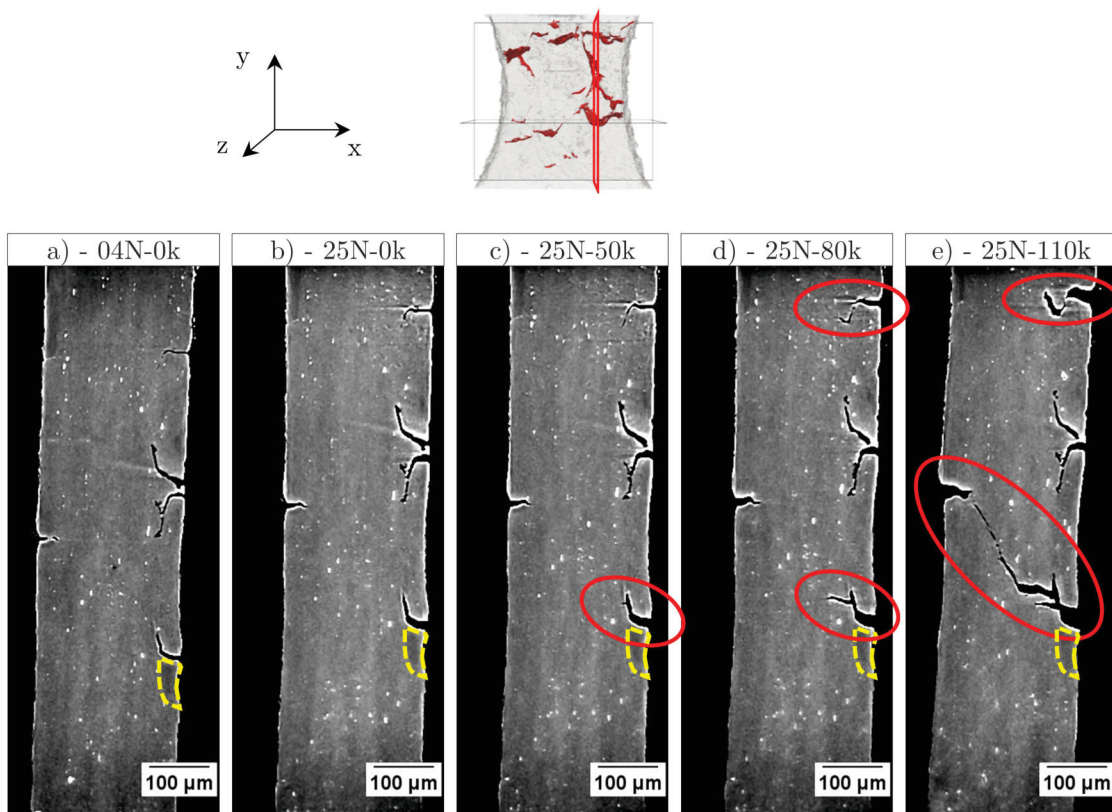 y
z
x
a) - 04N-0k
b) - 25N-0k
c) - 25N-50k
d) - 25N-80k
e) - 25N-110k
100 µm
100 µm
100 µm
100 µm
100 µm